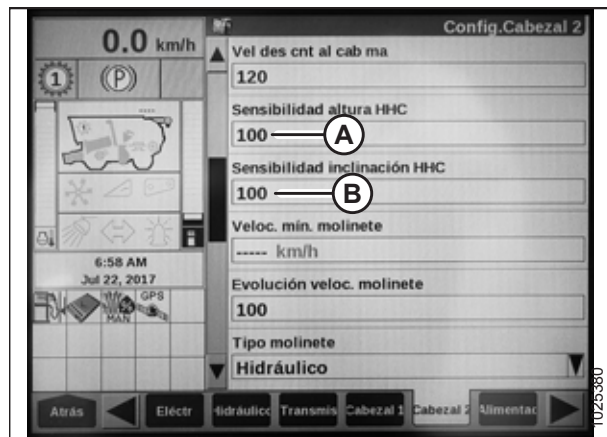 0.0 km/h
1
(P)
6:58 AM
Jul 22, 2017
GPS
MAN
Config.Cabezal 2
Vel des cnt al cab ma
120
Sensibilidad altura HHC
100
A
Sensibilidad inclinación HHC
100
B
Veloc. mín. molinete
----- km/h
Evolución veloc. molinete
100
Tipo molinete
Hidráulico
Atrás
Eléctr
Hidráulico
Transmis
Cabezal 1
Cabezal 2
Alimentac
1025380